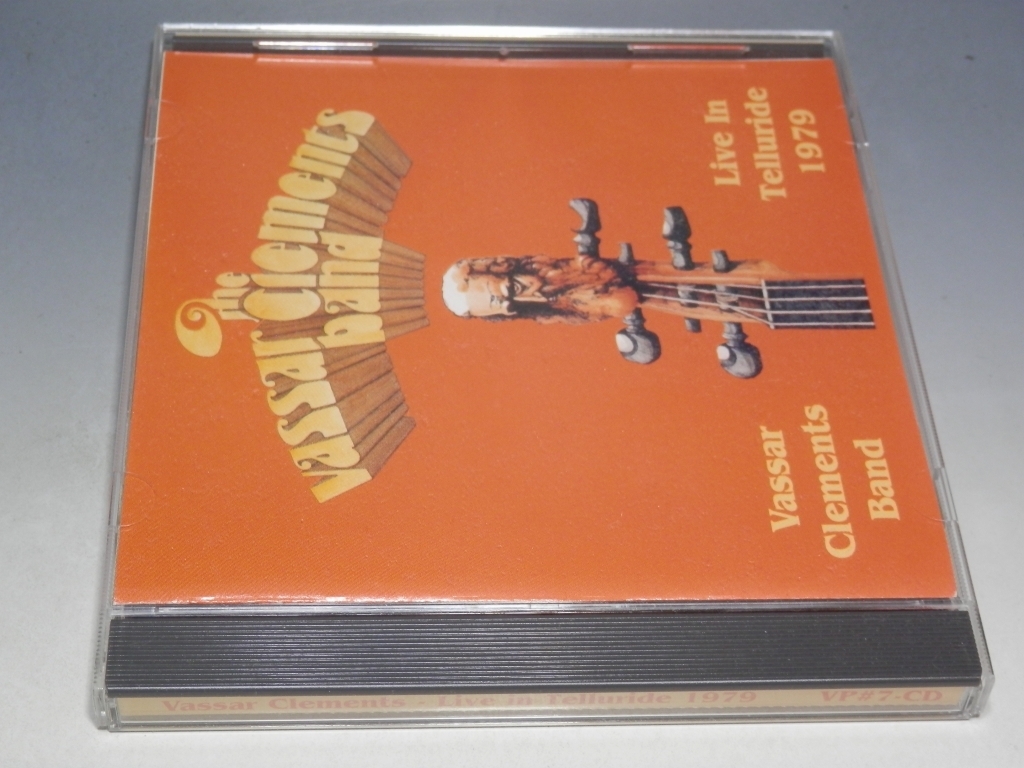 The
Vassar Clements
band
Vassar
Clements
Band
Live In
Telluride
1979
Vassar Clements · Live in Telluride 1979 VP#7-CD